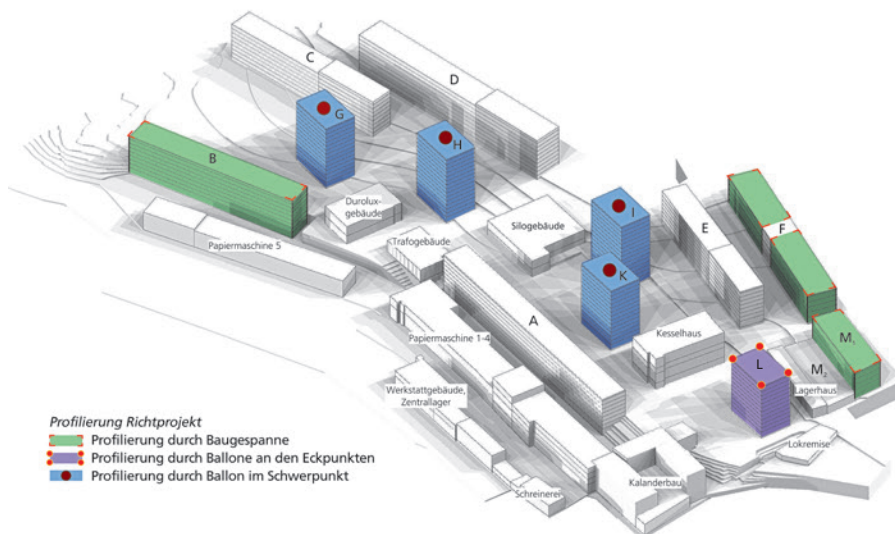 C
D
G
B
H
Durolux-
gebäude
Silogebäude
I
E
F
Papiermaschine 5
Trafogebäude
K
A
Papiermaschine 1-4
Kesselhaus
M1
L
M2
Lagerhaus
Werkstattgebäude,
Zentrallager
Lokremise
Kalanderbau
Schreinerei
Profilierung Richtprojekt
Profilierung durch Baugespanne
Profilierung durch Ballone an den Eckpunkten
Profilierung durch Ballon im Schwerpunkt